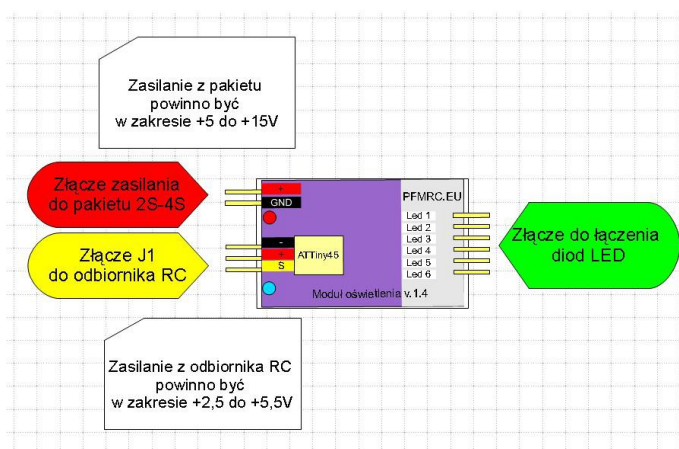 Zasilanie z pakietu
powinno być
w zakresie +5 do +15V
Złącze zasilania
do pakietu 2S-4S
Złącze J1
do odbiornika RC
+
GND
-
+
S
ATTiny45
PFMRC.EU
Led 1
Led 2
Led 3
Led 4
Led 5
Led 6
Moduł oświetlenia v.1.4
Złącze do łączenia
diod LED
Zasilanie z odbiornika RC
powinno być
w zakresie +2,5 do +5,5V